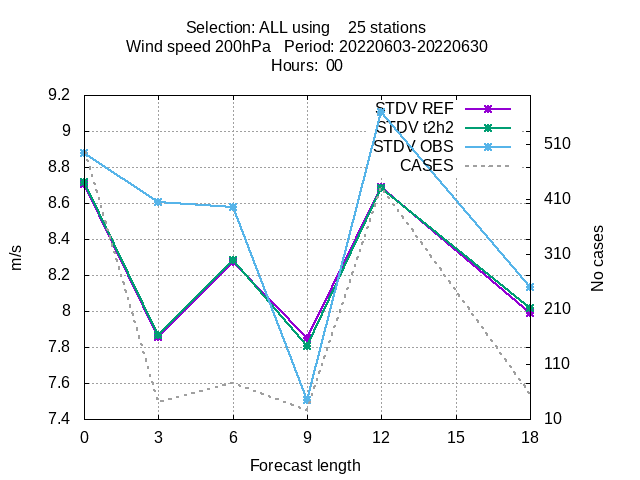 Selection: ALL using    25 stations
Wind speed 200hPa   Period: 20220603-20220630
Hours:  00
9.2
9
8.8
8.6
8.4
8.2
8
7.8
7.6
7.4
m/s
STDV REF
STDV t2h2
STDV OBS
CASES
510
410
310
210
110
10
No cases
0
3
6
9
12
15
18
Forecast length